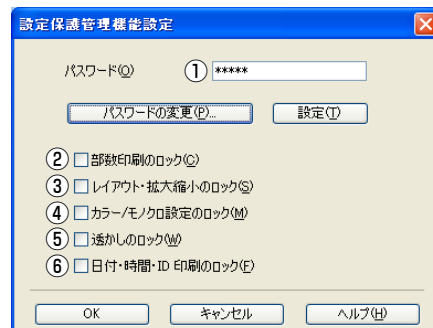 設定保護管理機能設定
パスワード(O) ① *****
パスワードの変更(P)... 設定(T)
② 部数印刷のロック(C)
③ レイアウト・拡大縮小のロック(S)
④ カラー/モノクロ設定のロック(M)
⑤ 透かしのロック(W)
⑥ 日付・時間・ID 印刷のロック(F)
OK キャンセル ヘルプ(H)